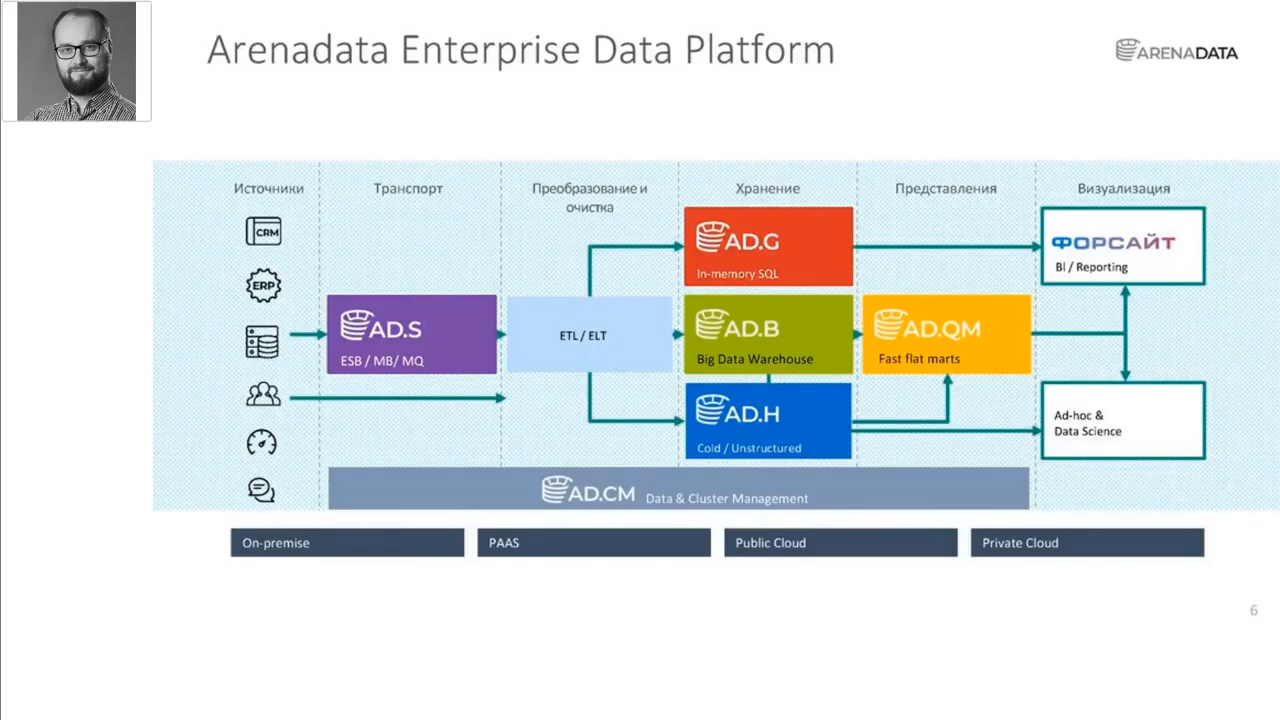 Arenadata Enterprise Data Platform
ARENADATA
Источники
Транспорт
Преобразование и
очистка
Хранение
Представления
Визуализация
CRM
ERP
AD.S
ESB / MB/ MQ
ETL / ELT
AD.G
In-memory SQL
AD.B
Big Data Warehouse
AD.H
Cold / Unstructured
AD.QM
Fast flat marts
ФОРСАЙТ
BI / Reporting
Ad-hoc &
Data Science
AD.CM Data & Cluster Management
On-premise
PAAS
Public Cloud
Private Cloud
6